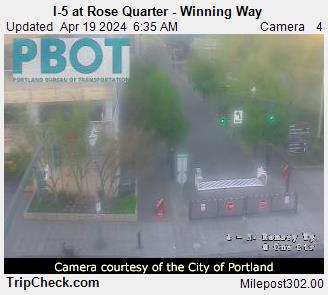 I-5 at Rose Quarter - Winning Way
Updated Apr 19 2024 6:35 AM Camera 4
PBOT
PORTLAND BUREAU OF TRANSPORTATION
Camera courtesy of the City of Portland
TripCheck.com Milepost302.00